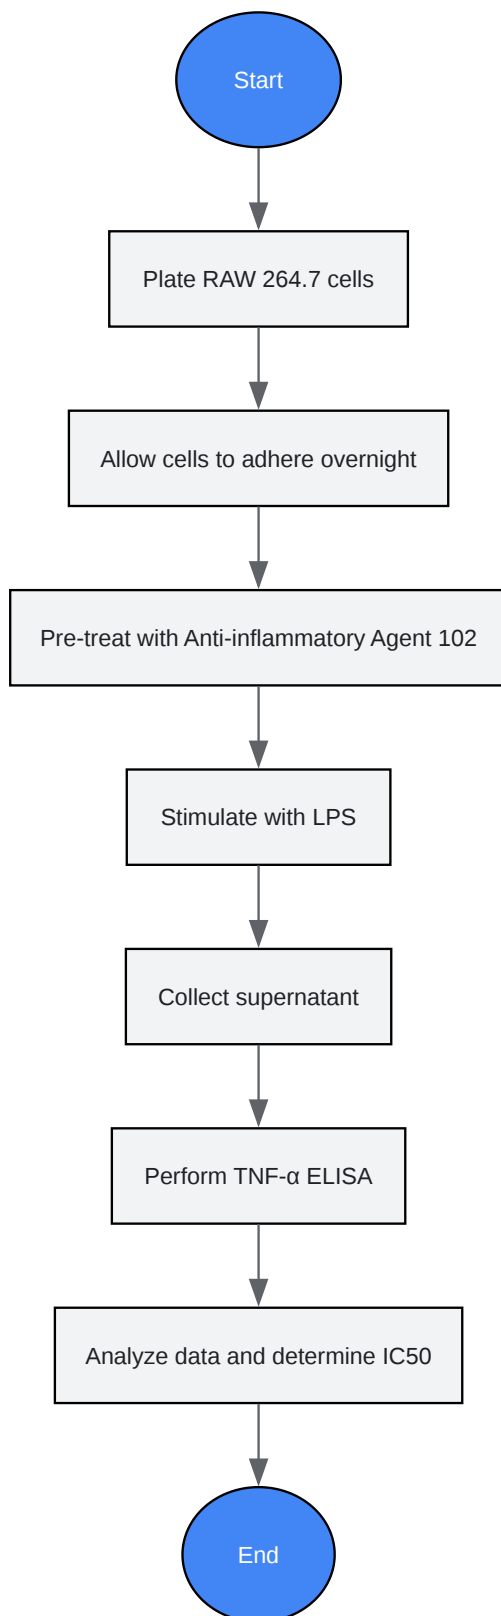 Start
Plate RAW 264.7 cells
Allow cells to adhere overnight
Pre-treat with Anti-inflammatory Agent 102
Stimulate with LPS
Collect supernatant
Perform TNF-α ELISA
Analyze data and determine IC50
End